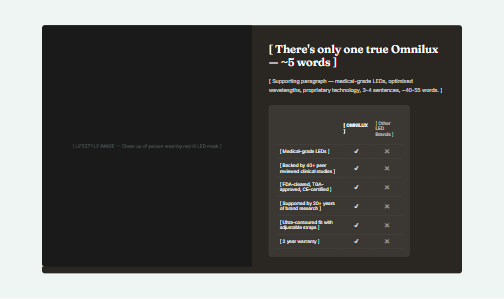 [ There's only one true Omnilux
— ~5 words ]
[ Supporting paragraph — medical-grade LEDs, optimised
wavelengths, proprietary technology, 3-4 sentences, ~40-55 words. ]
[ LIFESTYLE IMAGE — Close-up of person wearing red-lit LED mask ]
[ OMNILUX
]
[ Other
LED
Brands ]
[ Medical-grade LEDs ] ✓ ✕
[ Backed by 40+ peer
reviewed clinical studies ] ✓ ✕
[ FDA-cleared, TGA-
approved, CE-certified ] ✓ ✕
[ Supported by 20+ years
of brand research ] ✓ ✕
[ Ultra-contoured fit with
adjustable straps ] ✓ ✕
[ 2 year warranty ] ✓ ✕